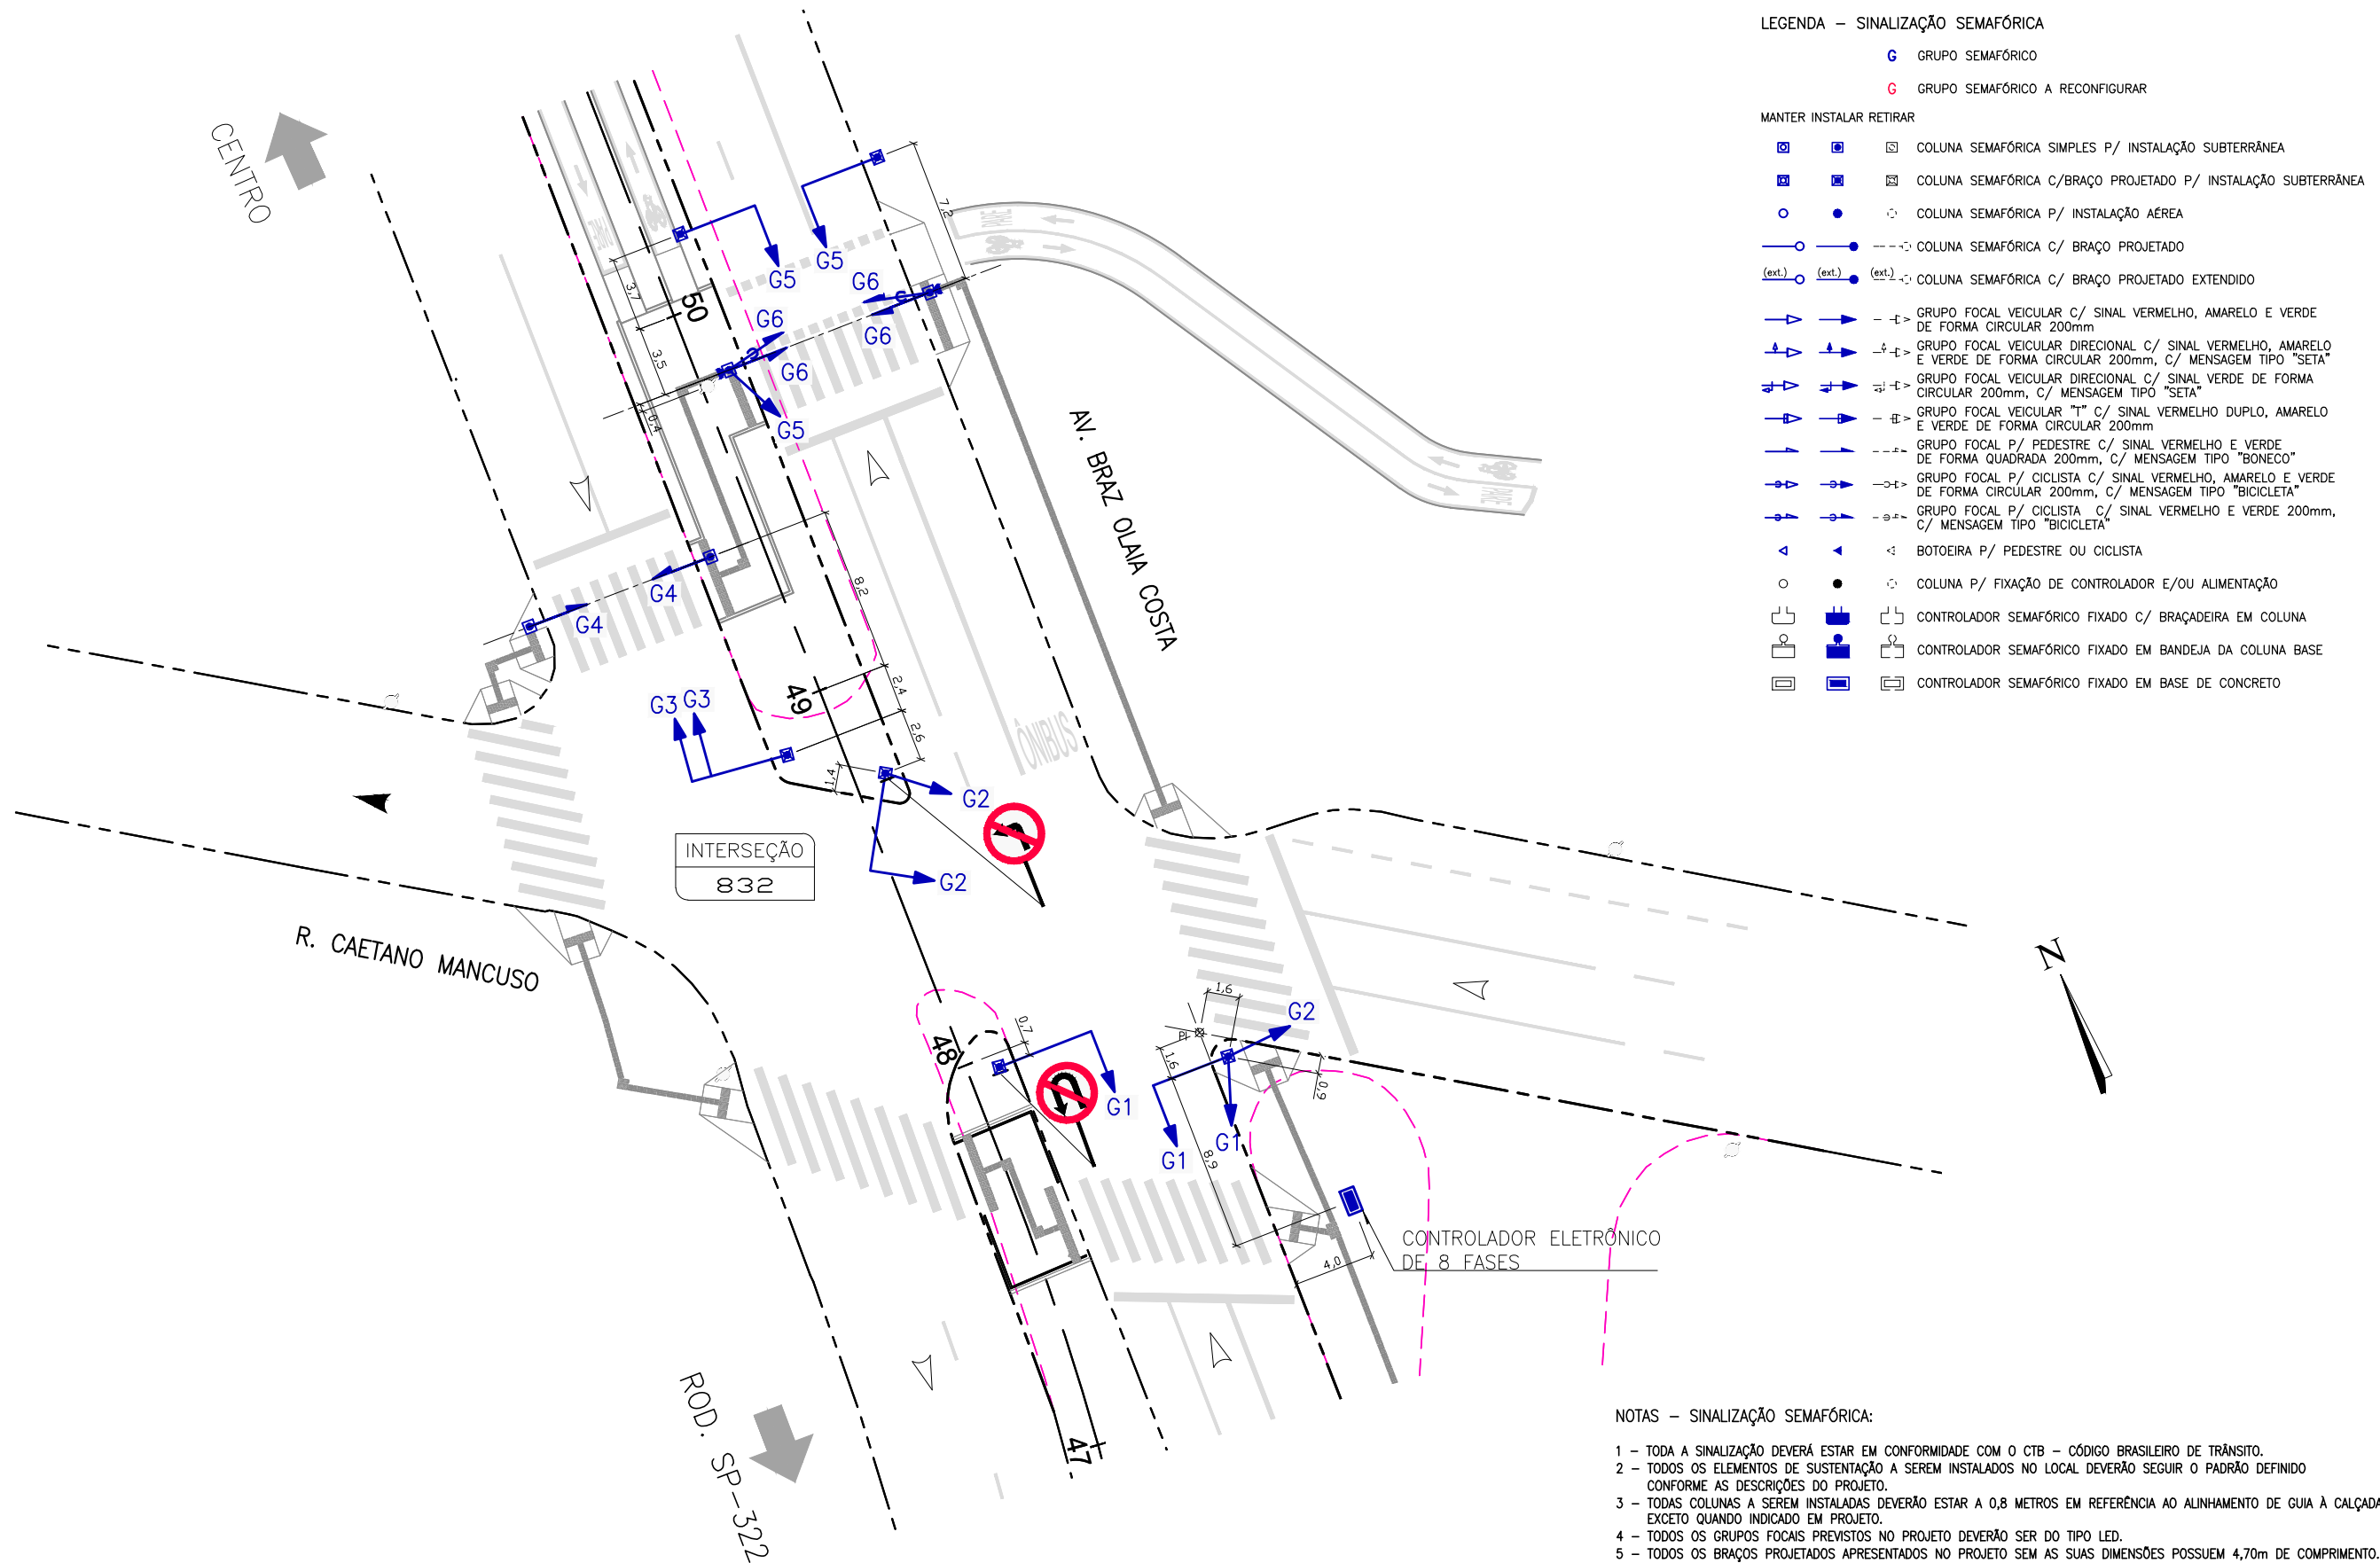 LEGENDA – SINALIZAÇÃO SEMAFÓRICA
G GRUPO SEMAFÓRICO
G GRUPO SEMAFÓRICO A RECONFIGURAR
MANTER INSTALAR RETIRAR
COLUNA SEMAFÓRICA SIMPLES P/ INSTALAÇÃO SUBTERRÂNEA
COLUNA SEMAFÓRICA C/BRAÇO PROJETADO P/ INSTALAÇÃO SUBTERRÂNEA
COLUNA SEMAFÓRICA P/ INSTALAÇÃO AÉREA
COLUNA SEMAFÓRICA C/ BRAÇO PROJETADO
(ext.) (ext.) (ext.) COLUNA SEMAFÓRICA C/ BRAÇO PROJETADO EXTENDIDO
GRUPO FOCAL VEICULAR C/ SINAL VERMELHO, AMARELO E VERDE
DE FORMA CIRCULAR 200mm
GRUPO FOCAL VEICULAR DIRECIONAL C/ SINAL VERMELHO, AMARELO
E VERDE DE FORMA CIRCULAR 200mm, C/ MENSAGEM TIPO "SETA"
GRUPO FOCAL VEICULAR DIRECIONAL C/ SINAL VERDE DE FORMA
CIRCULAR 200mm, C/ MENSAGEM TIPO "SETA"
GRUPO FOCAL VEICULAR "T" C/ SINAL VERMELHO DUPLO, AMARELO
E VERDE DE FORMA CIRCULAR 200mm
GRUPO FOCAL P/ PEDESTRE C/ SINAL VERMELHO E VERDE
DE FORMA QUADRADA 200mm, C/ MENSAGEM TIPO "BONECO"
GRUPO FOCAL P/ CICLISTA C/ SINAL VERMELHO, AMARELO E VERDE
DE FORMA CIRCULAR 200mm, C/ MENSAGEM TIPO "BICICLETA"
GRUPO FOCAL P/ CICLISTA C/ SINAL VERMELHO E VERDE 200mm,
C/ MENSAGEM TIPO "BICICLETA"
BOTOEIRA P/ PEDESTRE OU CICLISTA
COLUNA P/ FIXAÇÃO DE CONTROLADOR E/OU ALIMENTAÇÃO
CONTROLADOR SEMAFÓRICO FIXADO C/ BRAÇADEIRA EM COLUNA
CONTROLADOR SEMAFÓRICO FIXADO EM BANDEJA DA COLUNA BASE
CONTROLADOR SEMAFÓRICO FIXADO EM BASE DE CONCRETO
CENTRO
PARE
PARE
7,2
G5
G5
G6
G6
G6
G6
G5
50
3,7
3,5
0,4
PARE
AV. BRAZ OLAIA COSTA
G4
G4
8,2
49
2,4
2,6
1,4
G3
G3
ÔNIBUS
G2
G2
INTERSEÇÃO
832
R. CAETANO MANCUSO
N
48
0,7
1,6
PI
G2
1,6
0,9
G1
G1
G1
8,9
4,0
CONTROLADOR ELETRÔNICO
DE 8 FASES
47
ROD. SP-322
NOTAS – SINALIZAÇÃO SEMAFÓRICA:
1 – TODA A SINALIZAÇÃO DEVERÁ ESTAR EM CONFORMIDADE COM O CTB – CÓDIGO BRASILEIRO DE TRÂNSITO.
2 – TODOS OS ELEMENTOS DE SUSTENTAÇÃO A SEREM INSTALADOS NO LOCAL DEVERÃO SEGUIR O PADRÃO DEFINIDO
CONFORME AS DESCRIÇÕES DO PROJETO.
3 – TODAS COLUNAS A SEREM INSTALADAS DEVERÃO ESTAR A 0,8 METROS EM REFERÊNCIA AO ALINHAMENTO DE GUIA À CALÇADA
EXCETO QUANDO INDICADO EM PROJETO.
4 – TODOS OS GRUPOS FOCAIS PREVISTOS NO PROJETO DEVERÃO SER DO TIPO LED.
5 – TODOS OS BRAÇOS PROJETADOS APRESENTADOS NO PROJETO SEM AS SUAS DIMENSÕES POSSUEM 4,70m DE COMPRIMENTO.